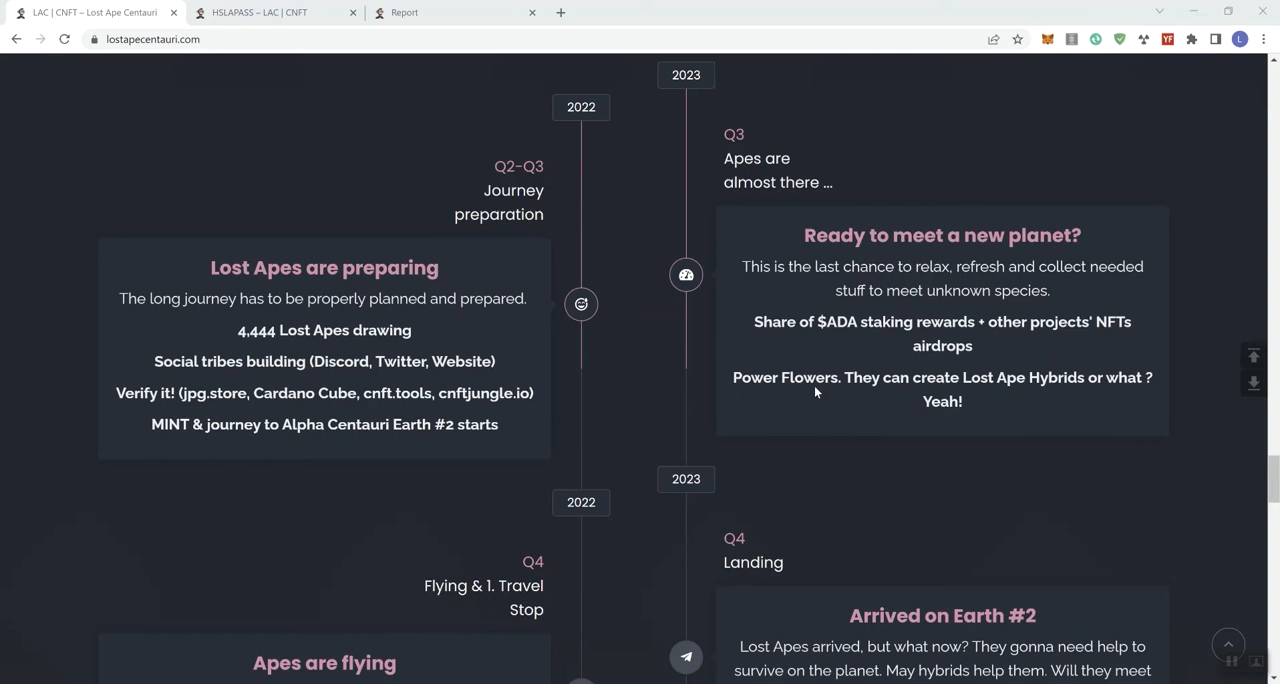 LAC | CNFT – Lost Ape Centauri
HSLAPASS – LAC | CNFT
Report
lostapecentauri.com
L
YF
2022
Q2-Q3
Journey
preparation
Lost Apes are preparing
The long journey has to be properly planned and prepared.
4,444 Lost Apes drawing
Social tribes building (Discord, Twitter, Website)
Verify it! (jpg.store, Cardano Cube, cnft.tools, cnftjungle.io)
MINT & journey to Alpha Centauri Earth #2 starts
2022
Q4
Flying & 1. Travel
Stop
Apes are flying
2023
Q3
Apes are
almost there ...
Ready to meet a new planet?
This is the last chance to relax, refresh and collect needed
stuff to meet unknown species.
Share of $ADA staking rewards + other projects' NFTs
airdrops
Power Flowers. They can create Lost Ape Hybrids or what ?
Yeah!
2023
Q4
Landing
Arrived on Earth #2
Lost Apes arrived, but what now? They gonna need help to
survive on the planet. May hybrids help them. Will they meet